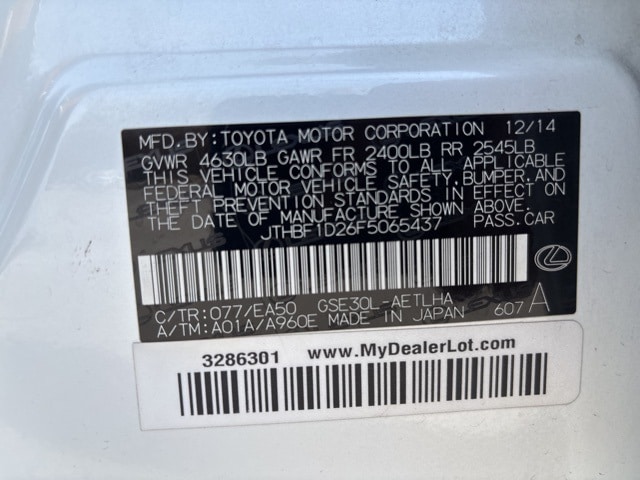 MFD.BY:TOYOTA MOTOR CORPORATION 12/14
GVWR 4630LB GAWR FR 2400LB RR 2545LB
THIS VEHICLE CONFORMS TO ALL APPLICABLE
FEDERAL MOTOR VEHICLE SAFETY,BUMPER,AND
THEFT PREVENTION STANDARDS IN EFFECT ON
THE DATE OF MANUFACTURE SHOWN ABOVE.
JTHBF1D26F5065437 PASS.CAR
C/TR:077/EA50 GSE30L-AETLHA
A/TM:A01A/A960E MADE IN JAPAN 607 A
3286301 www.MyDealerLot.com